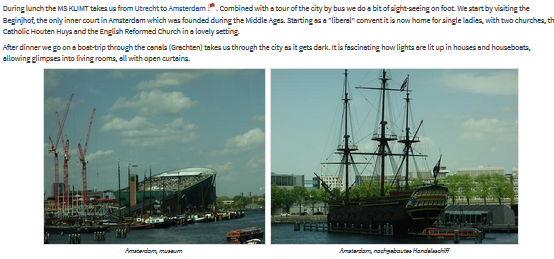 During lunch the MS KLIMT takes us from Utrecht to Amsterdam . Combined with a tour of the city by bus we do a bit of sight-seeing on foot. We start by visiting the
Beginjhof, the only inner court in Amsterdam which was founded during the Middle Ages. Starting as a "liberal" convent it is now home for single ladies, with two churches, th
Catholic Houten Huys and the English Reformed Church in a lovely setting.
After dinner we go on a boat-trip through the canals (Grachten) takes us through the city as it gets dark. It is fascinating how lights are lit up in houses and houseboats,
allowing glimpses into living rooms, all with open curtains.
Amsterdam, museum
Amsterdam, nachgebautes Handelsschiff